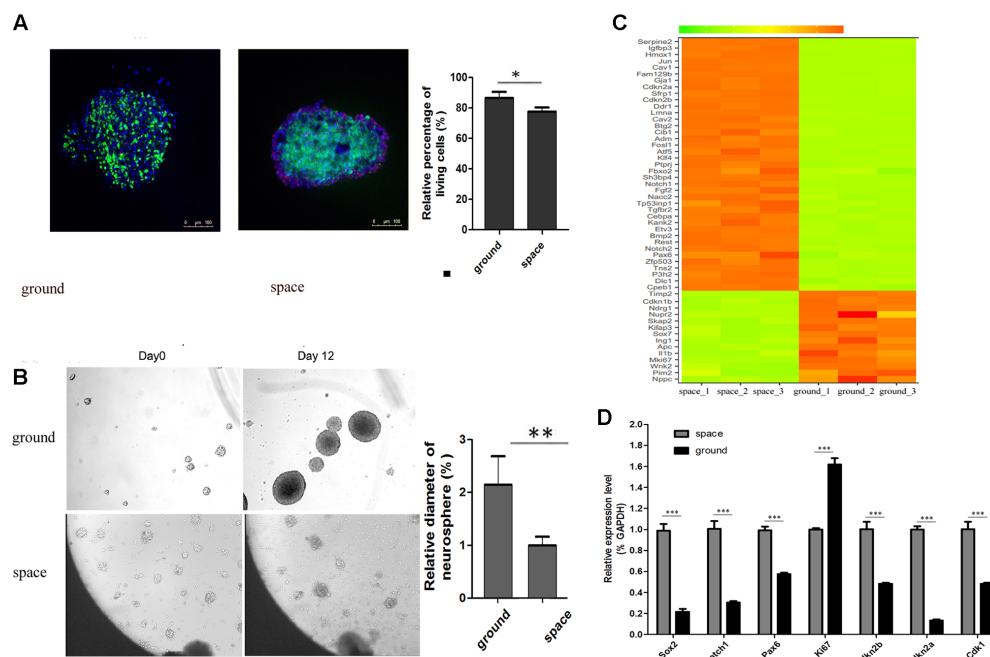 A
Relative percentage of
living cells (%)
100
80
60
40
20
0
*
ground
space
µm 100
µm 100
ground
space
B
Day0
Day 12
ground
space
Relative diameter of
neurosphere (%)
3
2
1
0
**
ground
space
C
Serpine2
Igfbp3
Hmox1
Jun
Cav1
Fam129b
Gja1
Cdkn2a
Sfrp1
Cdkn2b
Ddr1
Lmna
Cav2
Btg2
Cib1
Adm
Fosl1
Atf5
Klf4
Ptprj
Fbxo2
Sh3bp4
Notch1
Fgf2
Nacc2
Tp53inp1
Tgfbr2
Cebpa
Kank2
Etv3
Bmp2
Rest
Notch2
Pax6
Zfp503
Tns2
P3h2
Dlc1
Cpeb1
Timp2
Cdkn1b
Ndrg1
Nupr2
Skap2
Kifap3
Sox7
Ing1
Apc
Il1b
Mki67
Wnk2
Pim2
Nppc
space_1 space_2 space_3 ground_1 ground_2 ground_3
D
Relative expression level
(% GAPDH)
2.0
1.8
1.6
1.4
1.2
1.0
0.8
0.6
0.4
0.2
0.0
space
ground
*** *** *** *** *** *** ***
Sox2 otch1 Pax6 Ki67 lkn2b lkn2a Cdk1